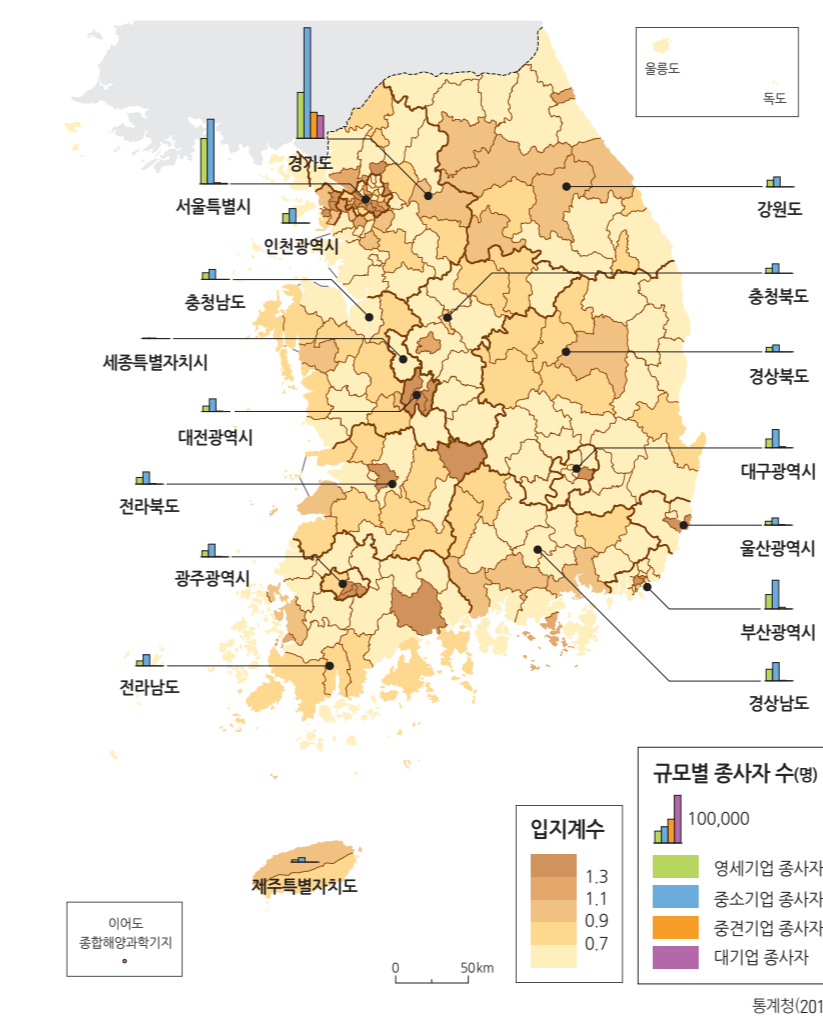 울릉도
독도
경기도
서울특별시
강원도
인천광역시
충청남도
충청북도
세종특별자치시
경상북도
대전광역시
대구광역시
전라북도
울산광역시
광주광역시
부산광역시
전라남도
경상남도
제주특별자치도
이어도
종합해양과학기지
0 50km
입지계수
1.3
1.1
0.9
0.7
규모별 종사자 수(명)
100,000
영세기업 종사자
중소기업 종사자
중견기업 종사자
대기업 종사자
통계청(201